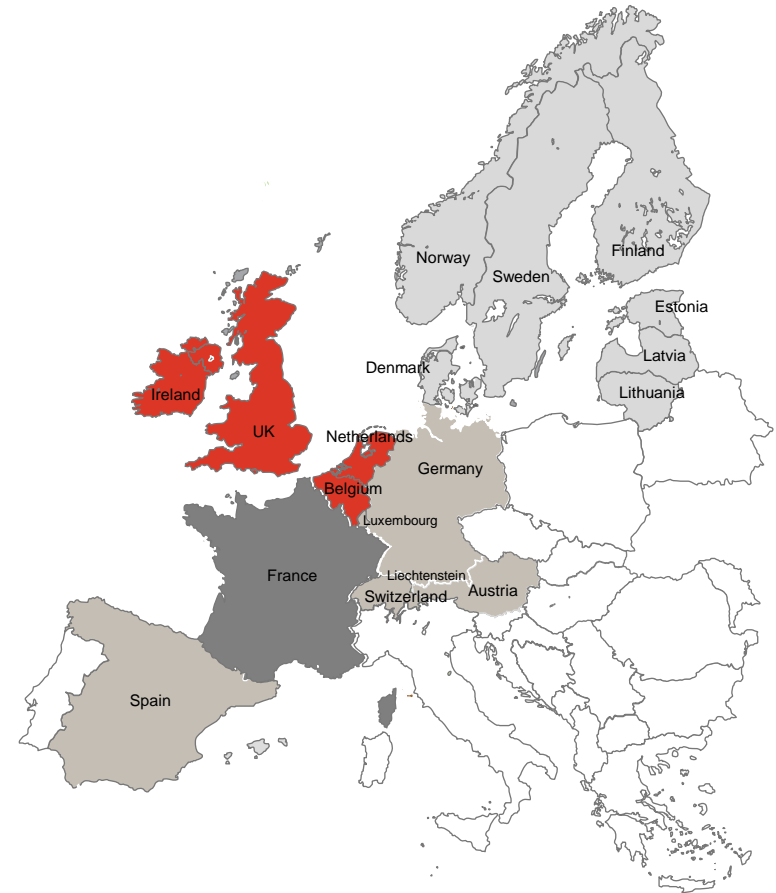 Norway
Finland
Sweden
Estonia
Latvia
Denmark
Lithuania
Ireland
UK
Netherlands
Germany
Belgium
Luxembourg
France
Liechtenstein
Austria
Switzerland
Spain